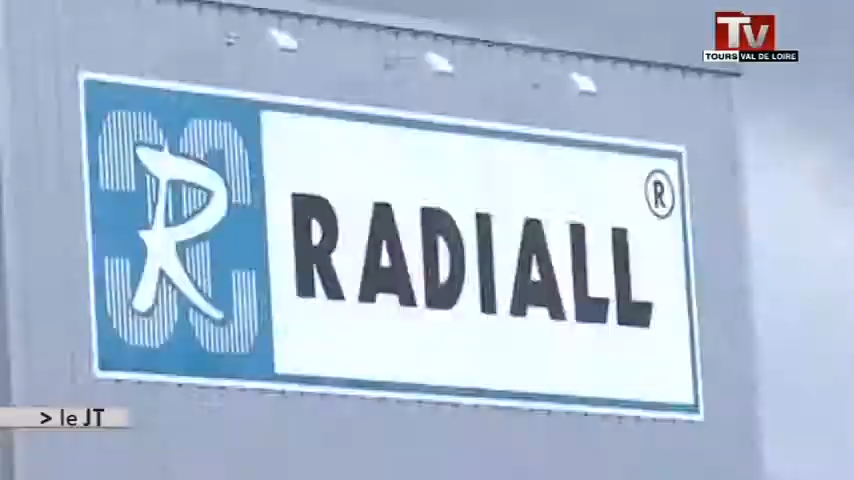 TV
TOURS VAL DE LOIRE
R
RADIALL
®
> le JT